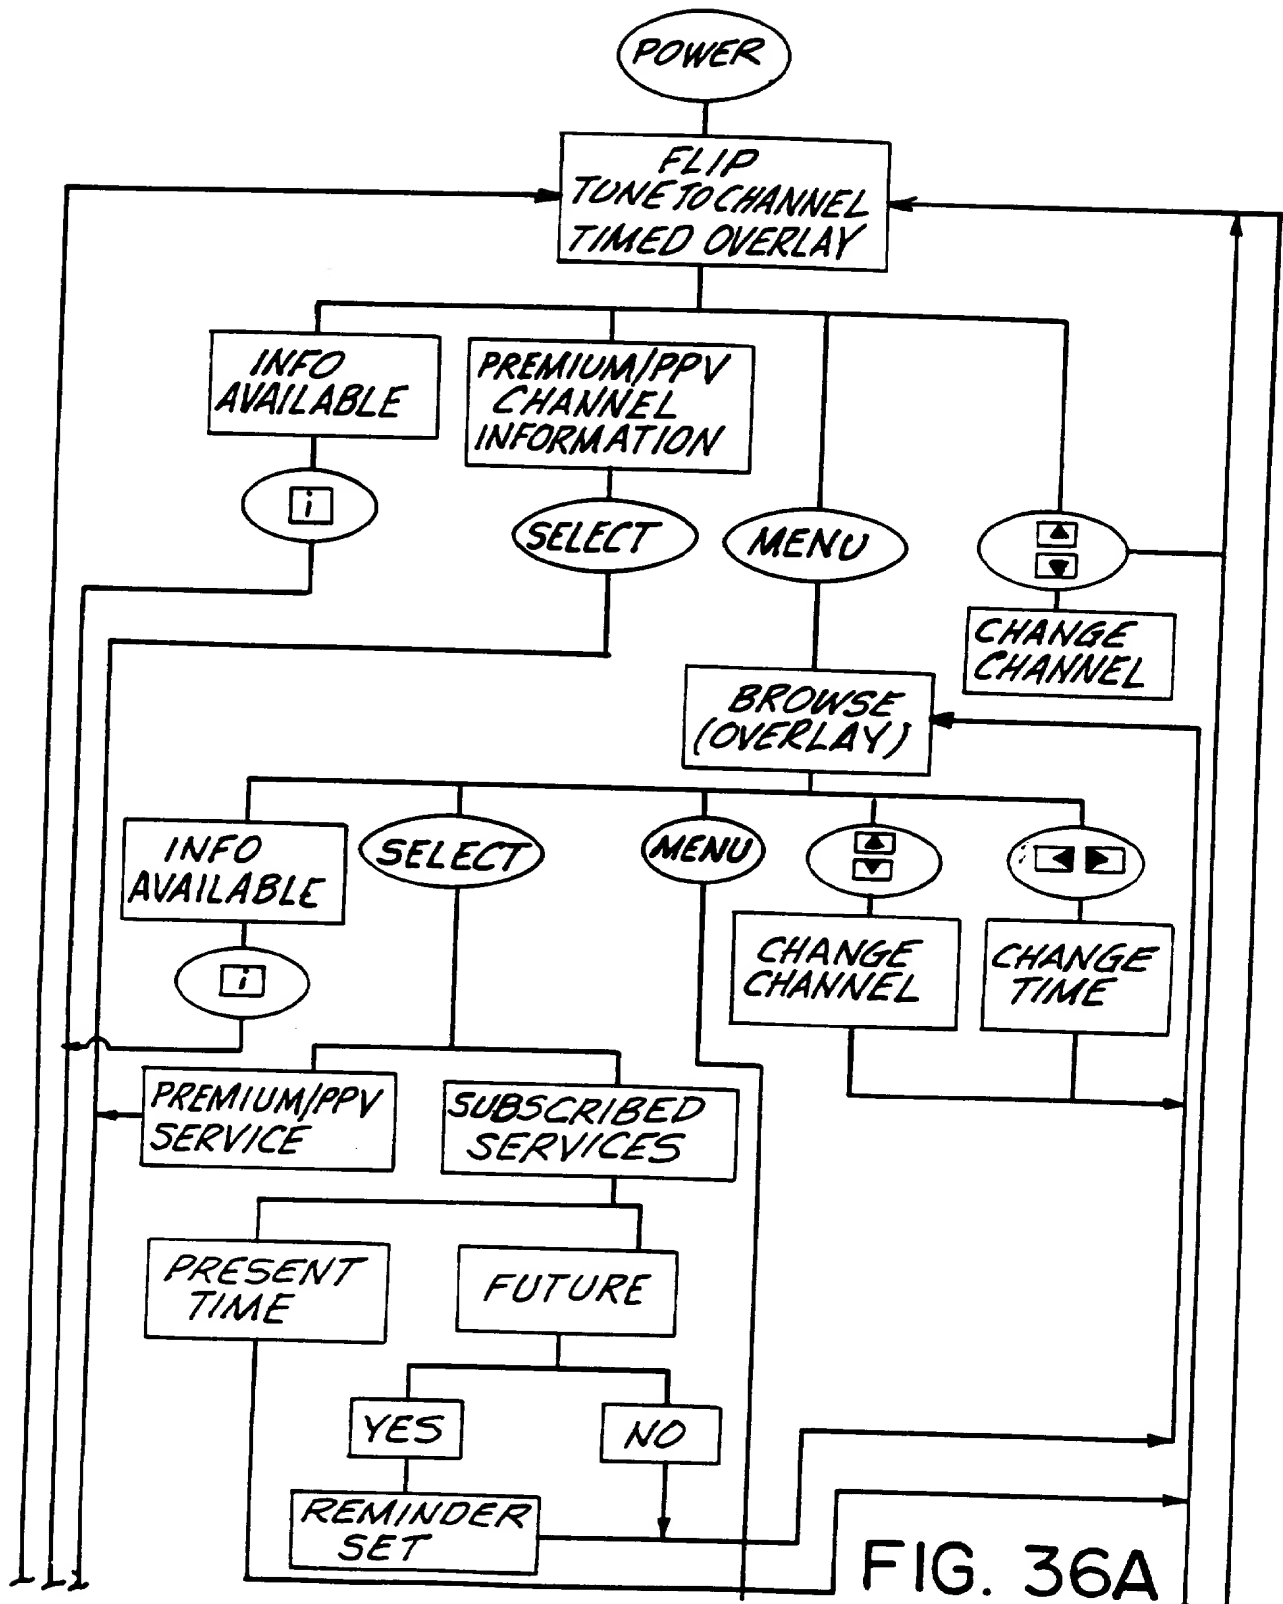 POWER
FLIP
TUNE TO CHANNEL
TIMED OVERLAY
INFO
AVAILABLE
PREMIUM/PPV
CHANNEL
INFORMATION
i
SELECT
MENU
CHANGE
CHANNEL
BROWSE
(OVERLAY)
INFO
AVAILABLE
SELECT
MENU
i
CHANGE
CHANNEL
CHANGE
TIME
PREMIUM/PPV
SERVICE
SUBSCRIBED
SERVICES
PRESENT
TIME
FUTURE
YES
NO
REMINDER
SET
FIG. 36A